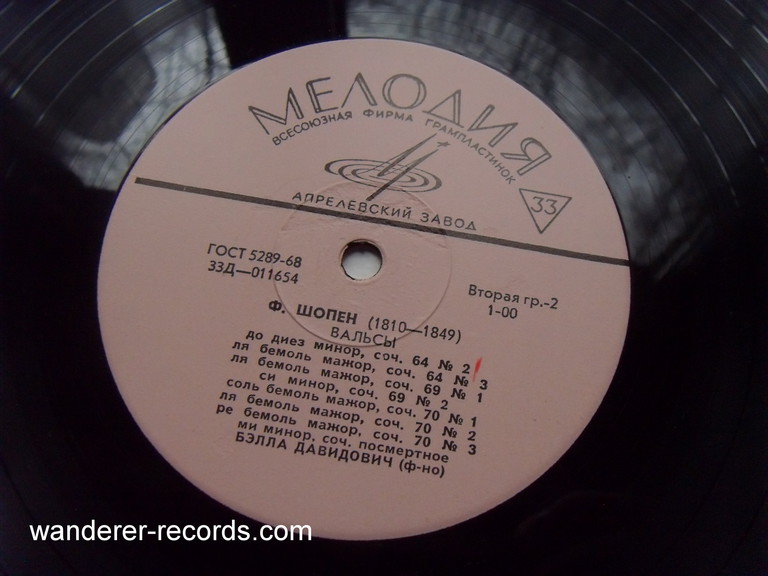 МЕЛОДИЯ
ВСЕСОЮЗНАЯ ФИРМА ГРАМПЛАСТИНОК
33
АПРЕЛЕВСКИЙ ЗАВОД
ГОСТ 5289-68
33Д—011654
Вторая гр.-2
1-00
Ф. ШОПЕН (1810—1849)
ВАЛЬСЫ
до диез минор, соч. 64 № 2
ля бемоль мажор, соч. 64 № 3
ля бемоль мажор, соч. 69 № 1
си минор, соч. 69 № 2
соль бемоль мажор, соч. 70 № 1
ля бемоль мажор, соч. 70 № 2
ре бемоль мажор, соч. 70 № 3
ми минор, соч. посмертное
БЭЛЛА ДАВИДОВИЧ (ф-но)
wanderer-records.com